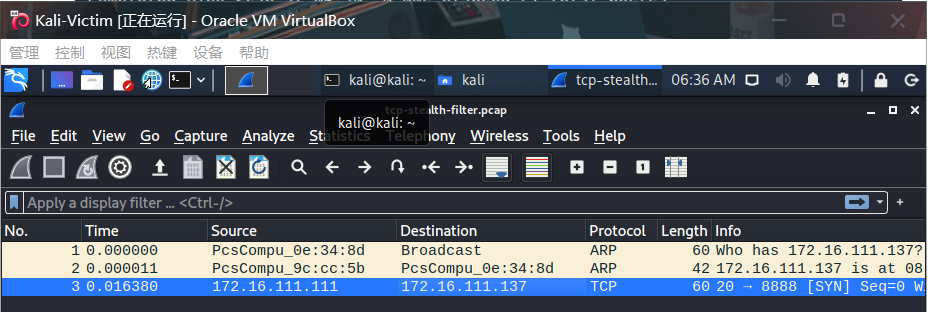 Kali-Victim [正在运行] - Oracle VM VirtualBox
管理 控制 视图 热键 设备 帮助
kali@kali: ~ kali tcp-stealth... 06:36 AM
tcp-stealth-filter.pcap
kali@kali: ~
File Edit View Go Capture Analyze Statistics Telephony Wireless Tools Help
Apply a display filter ... <Ctrl-/>
No. Time Source Destination Protocol Length Info
1 0.000000 PcsCompu_0e:34:8d Broadcast ARP 60 Who has 172.16.111.137?
2 0.000011 PcsCompu_9c:cc:5b PcsCompu_0e:34:8d ARP 42 172.16.111.137 is at 08
3 0.016380 172.16.111.111 172.16.111.137 TCP 60 20 → 8888 [SYN] Seq=0 W